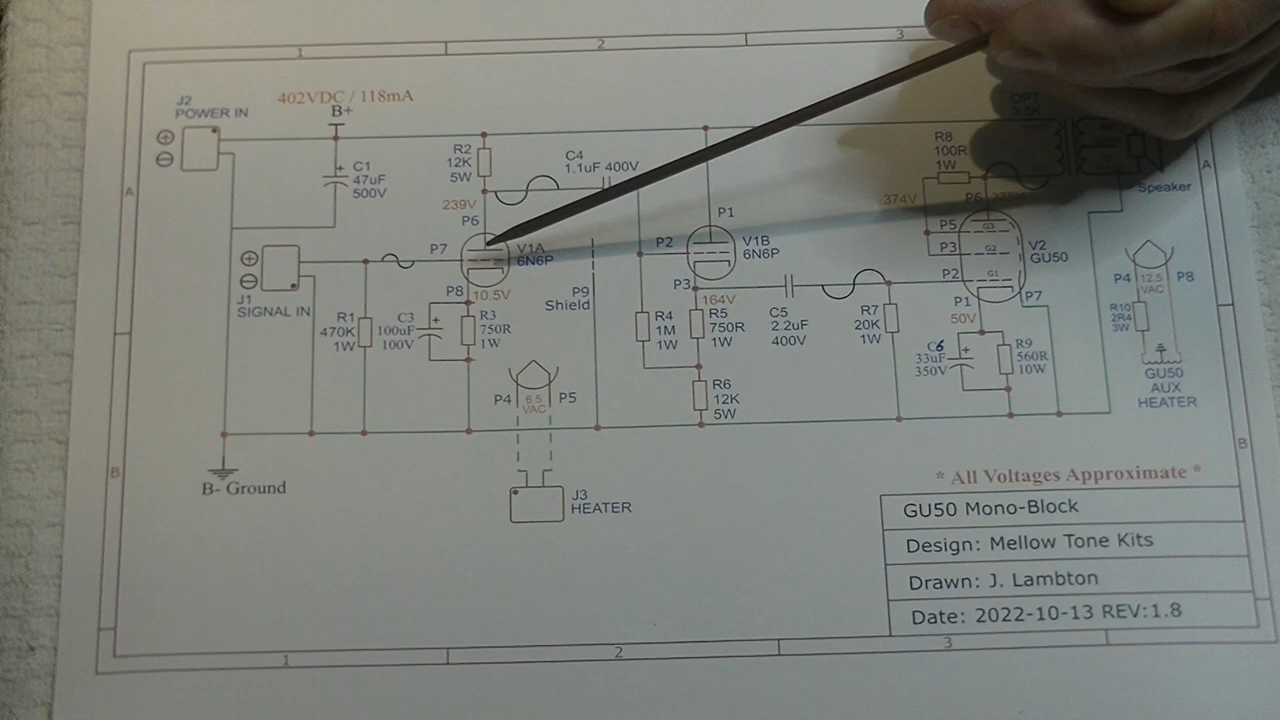 1
2
3
J2
POWER IN
402VDC / 118mA
B+
C1
47uF
500V
R2
12K
5W
C4
1.1uF 400V
239V
P6
P7
V1A
6N6P
P8
10.5V
J1
SIGNAL IN
R1
470K
1W
C3
100uF
100V
R3
750R
1W
P9
Shield
P1
P2
V1B
6N6P
P3
164V
R4
1M
1W
R5
750R
1W
C5
2.2uF
400V
R6
12K
5W
R7
20K
1W
R8
100R
1W
OPT
374V
P6
P5
P3
P2
G3
G2
G1
V2
GU50
P1
50V
P7
C6
33uF
350V
R9
560R
10W
Speaker
P4
12.5
VAC
P8
R10
2R4
3W
GU50
AUX
HEATER
P4
6.5
VAC
P5
J3
HEATER
B- Ground
A
A
B
B
* All Voltages Approximate *
GU50 Mono-Block
Design: Mellow Tone Kits
Drawn: J. Lambton
Date: 2022-10-13 REV:1.8
1
2
3